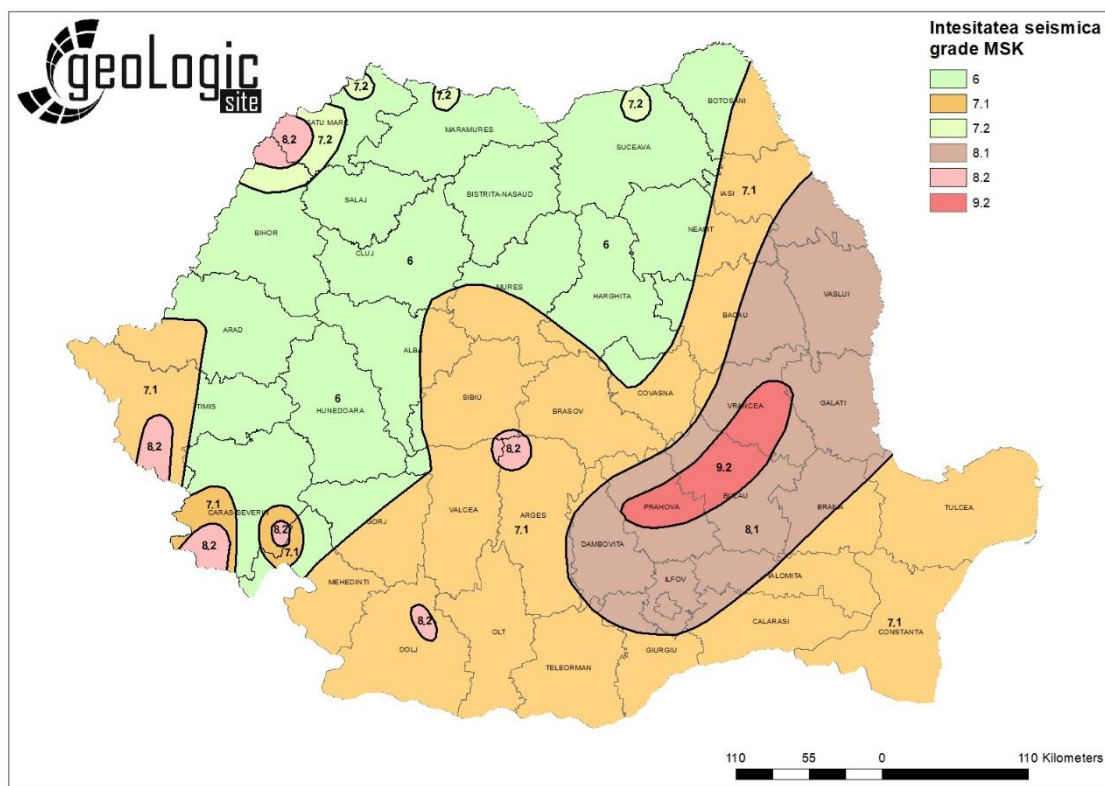 geoLogic
site
Intesitatea seismica
grade MSK
6
7.1
7.2
8.1
8.2
9.2
7.2
7.2
7.2
BOTOSANI
SATU MARE
8.2
7.2
MARAMURES
SUCEAVA
IASI
7.1
BISTRITA-NASAUD
SALAJ
BIHOR
NEAMT
6
CLUJ
6
MURES
HARGHITA
VASLUI
BACAU
ARAD
ALBA
COVASNA
7.1
6
SIBIU
BRASOV
VRANCEA
GALATI
TIMIS
HUNEDOARA
8.2
8.2
9.2
7.1
CARAS-SEVERIN
GORJ
VALCEA
ARGES
PRAHOVA
BUZAU
BRAILA
TULCEA
8.2
8.2
7.1
7.1
8.1
DAMBOVITA
MEHEDINTI
ILFOV
IALOMITA
8.2
DOLJ
OLT
CALARASI
7.1
CONSTANTA
GIURGIU
TELEORMAN
110
55
0
110 Kilometers